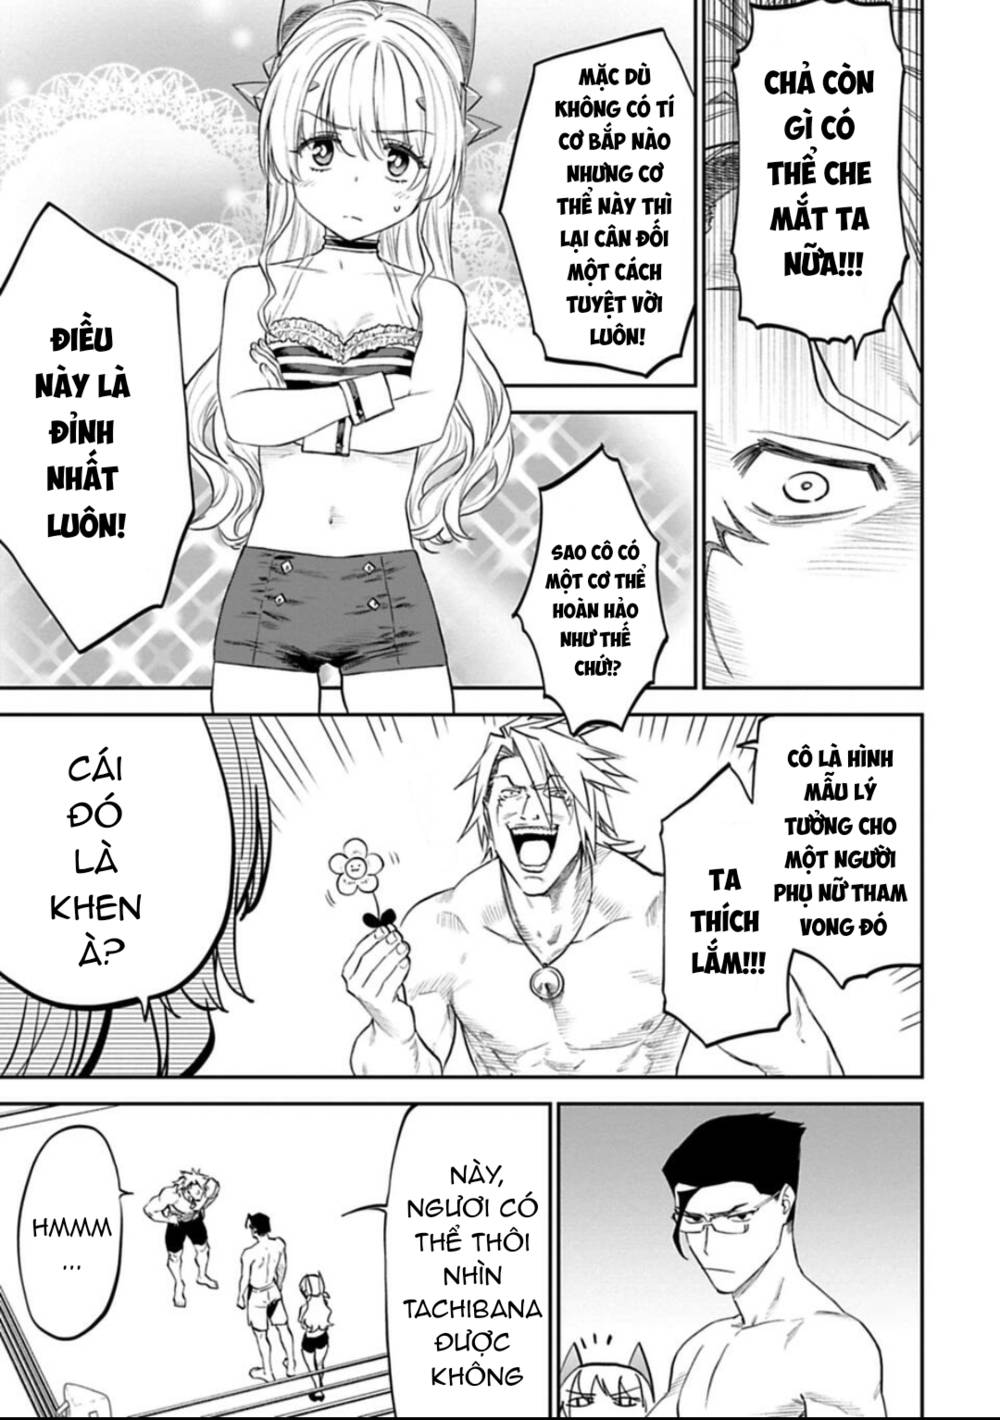 CHẢ CÒN
GÌ CÓ
THỂ CHE
MẮT TA
NỮA!!!
MẶC DÙ
KHÔNG CÓ TÍ
CƠ BẮP NÀO
NHƯNG CƠ
THỂ NÀY THÌ
LẠI CÂN ĐỐI
MỘT CÁCH
TUYỆT VỜI
LUÔN!
ĐIỀU
NÀY LÀ
ĐỈNH
NHẤT
LUÔN!
SAO CÔ CÓ
MỘT CƠ THỂ
HOÀN HẢO
NHƯ THẾ
CHỨ!?
CÔ LÀ HÌNH
MẪU LÝ
TƯỞNG CHO
MỘT NGƯỜI
PHỤ NỮ THAM
VONG ĐÓ
TA
THÍCH
LẮM!!!
CÁI
ĐÓ
LÀ
KHEN
À?
NÀY,
NGƯƠI CÓ
THỂ THÔI
NHÌN
TACHIBANA
ĐƯỢC
KHÔNG
HMMM
...